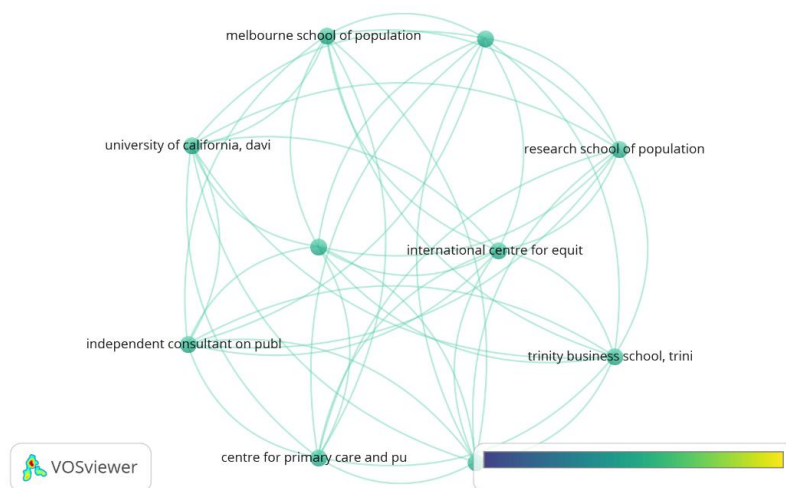 melbourne school of population
university of california, davi
research school of population
international centre for equit
independent consultant on publ
trinity business school, trini
centre for primary care and pu
VOSviewer